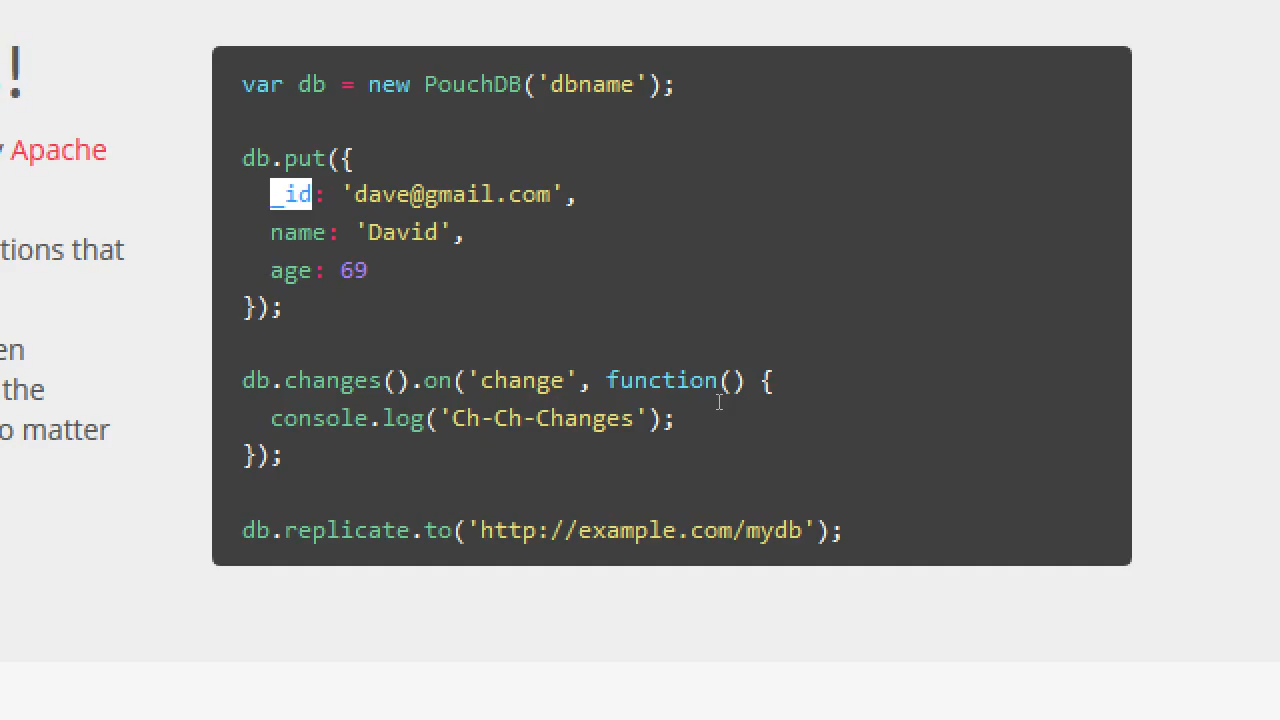 !
Apache
tions that
en
the
o matter
var db = new PouchDB('dbname');
db.put({
_id: 'dave@gmail.com',
name: 'David',
age: 69
});
db.changes().on('change', function() {
console.log('Ch-Ch-Changes');
});
db.replicate.to('http://example.com/mydb');